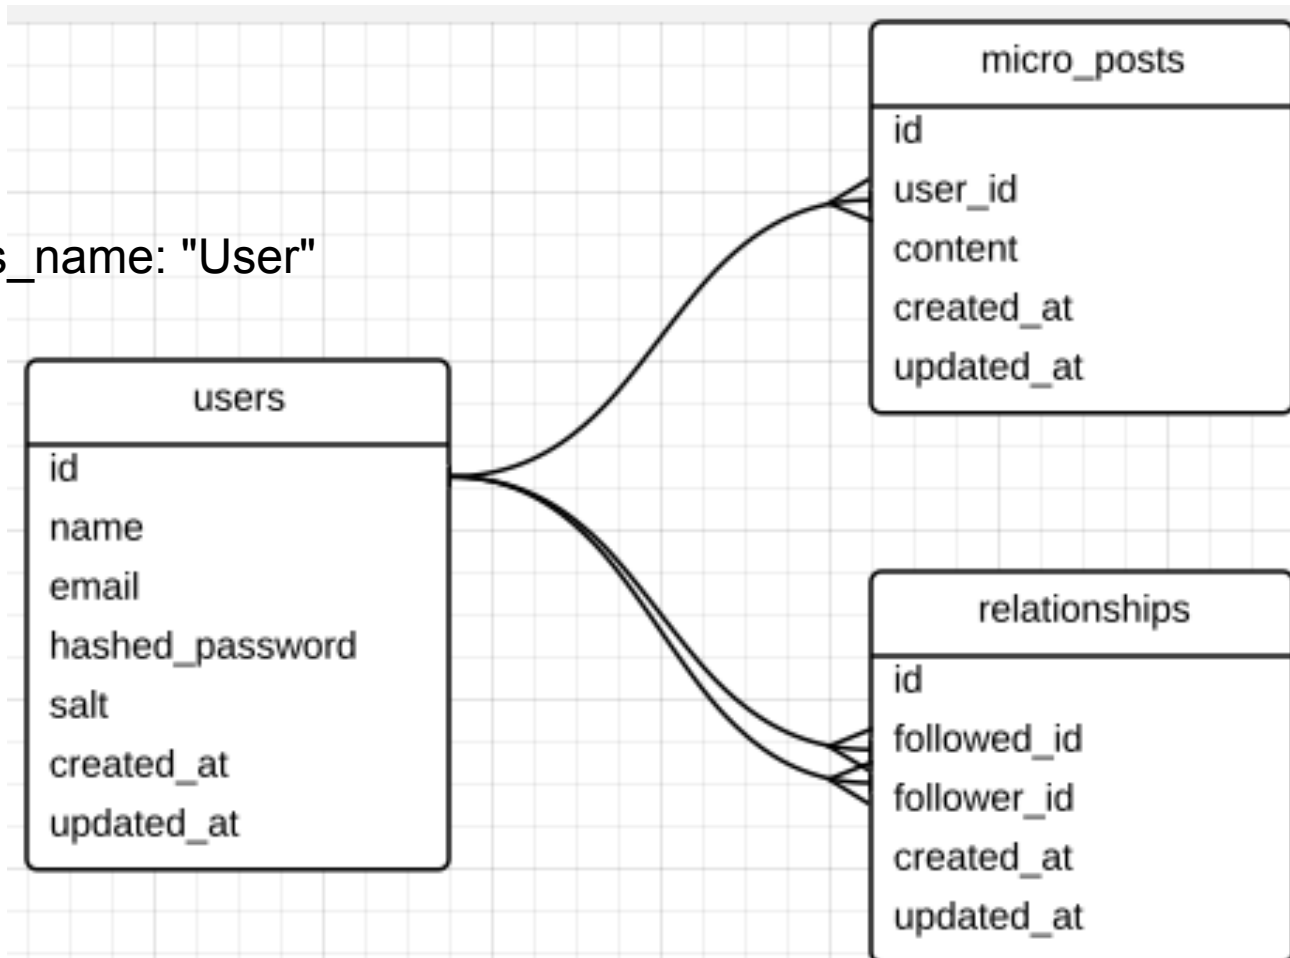 s_name: "User"
users
id
name
email
hashed_password
salt
created_at
updated_at
micro_posts
id
user_id
content
created_at
updated_at
relationships
id
followed_id
follower_id
created_at
updated_at